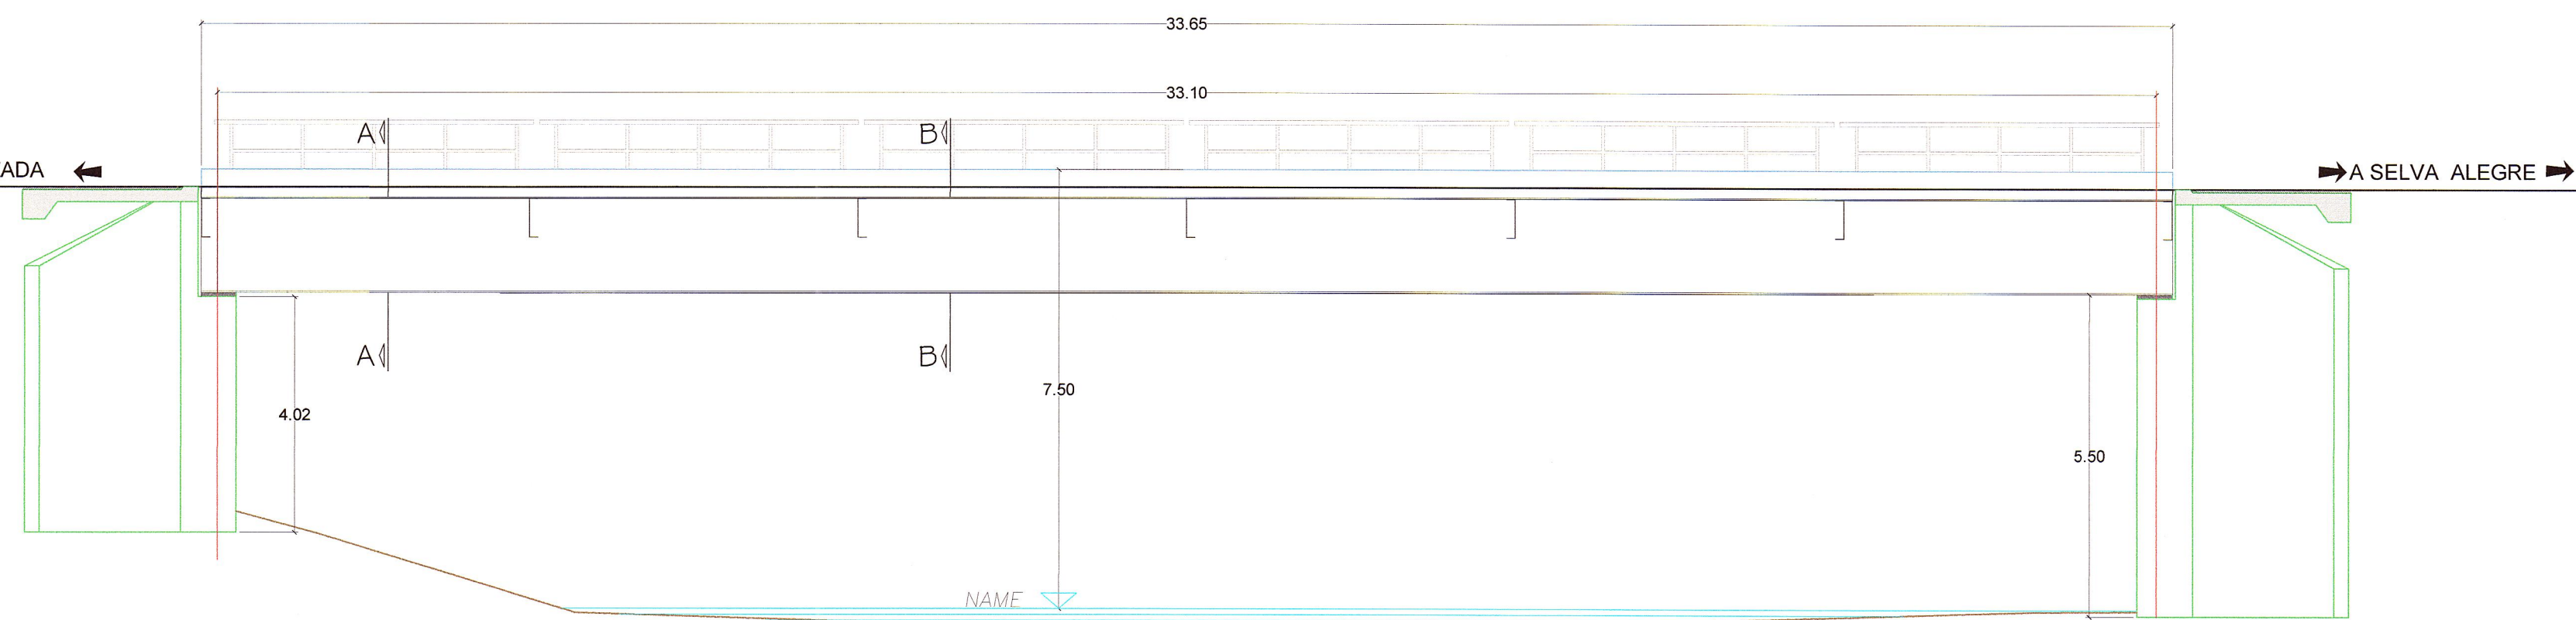 33.65
33.10
A B
ADA A SELVA ALEGRE
A B
7.50
4.02
5.50
NAME